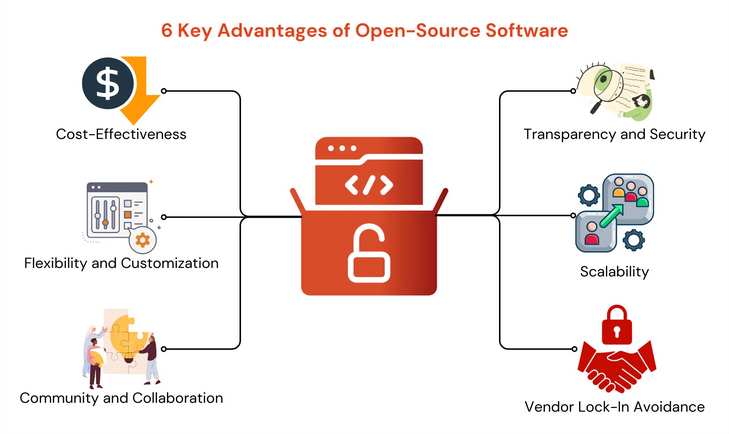 6 Key Advantages of Open-Source Software
$
Cost-Effectiveness
Transparency and Security
</>
Flexibility and Customization
Scalability
Community and Collaboration
Vendor Lock-In Avoidance